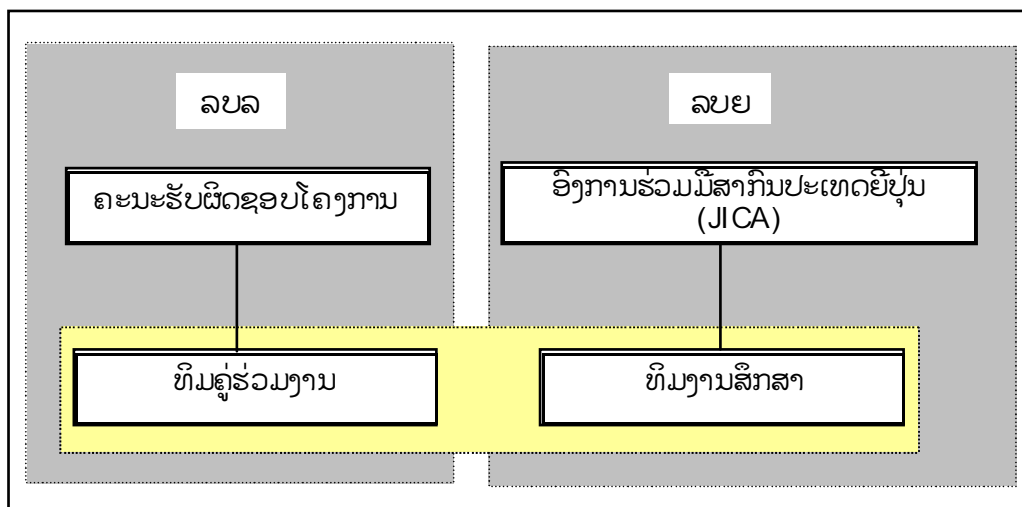 ລບລ
ລບຍ
ຄະນະຮັບຜິດຊອບໂຄງການ
ອົງການຮ່ວມມືສາກົນປະເທດຍີ່ປຸ່ນ
(JICA)
ທິມຄູ່ຮ່ວມງານ
ທິມງານສຶກສາ